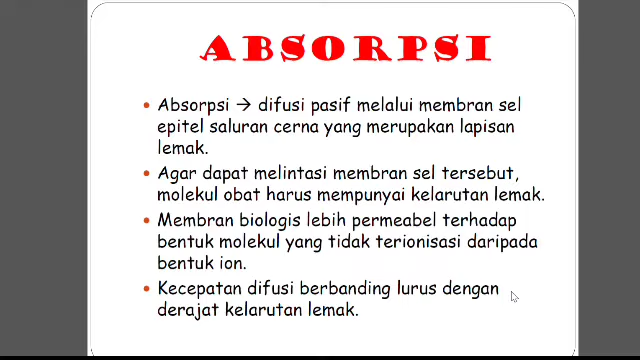 ABSORPSI
• Absorpsi → difusi pasif melalui membran sel
epitel saluran cerna yang merupakan lapisan
lemak.
• Agar dapat melintasi membran sel tersebut,
molekul obat harus mempunyai kelarutan lemak.
• Membran biologis lebih permeabel terhadap
bentuk molekul yang tidak terionisasi daripada
bentuk ion.
• Kecepatan difusi berbanding lurus dengan
derajat kelarutan lemak.